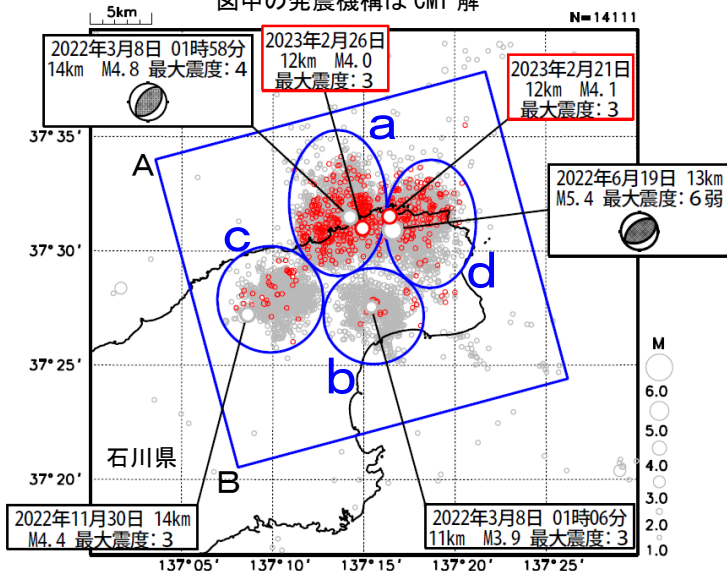 図中の発震機構は CMT 解
5km
N=14111
2022年3月8日 01時58分
14km M4.8 最大震度:4
2023年2月26日
12km M4.0
最大震度:3
2023年2月21日
12km M4.1
最大震度:3
2022年6月19日 13km
M5.4 最大震度:6弱
37°35′
37°30′
37°25′
37°20′
A
a
c
d
b
B
石川県
M
6.0
5.0
4.0
3.0
2.0
1.0
2022年11月30日 14km
M4.4 最大震度:3
2022年3月8日 01時06分
11km M3.9 最大震度:3
137°05′
137°10′
137°15′
137°20′
137°25′